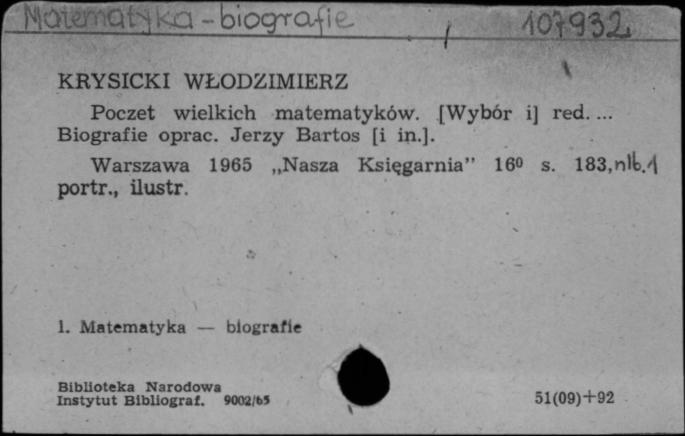 Matematyka - biografie 107932
KRYSICKI WŁODZIMIERZ
Poczet wielkich matematyków. [Wybór i] red. ...
Biografie oprac. Jerzy Bartos [i in.].
Warszawa 1965 „Nasza Księgarnia” 16⁰ s. 183, nlb. 1
portr., ilustr.
1. Matematyka — biografie
Biblioteka Narodowa
Instytut Bibliograf. 9002/65 51(09)+92